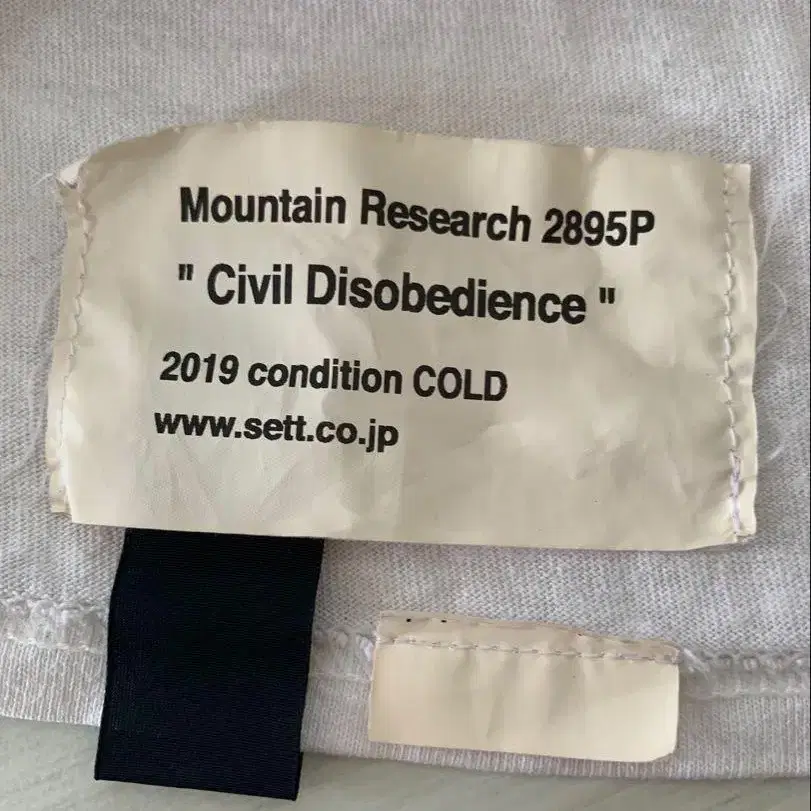 Mountain Research 2895P
" Civil Disobedience "
2019 condition COLD
www.sett.co.jp